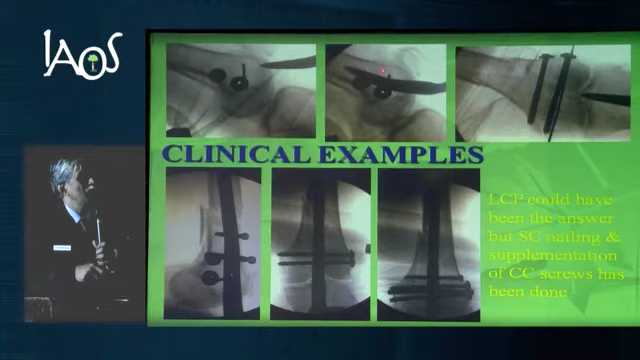 IAOS
CLINICAL EXAMPLES
LCP could have
been the answer
but SC nailing &
supplementation
of CC screws has
been done